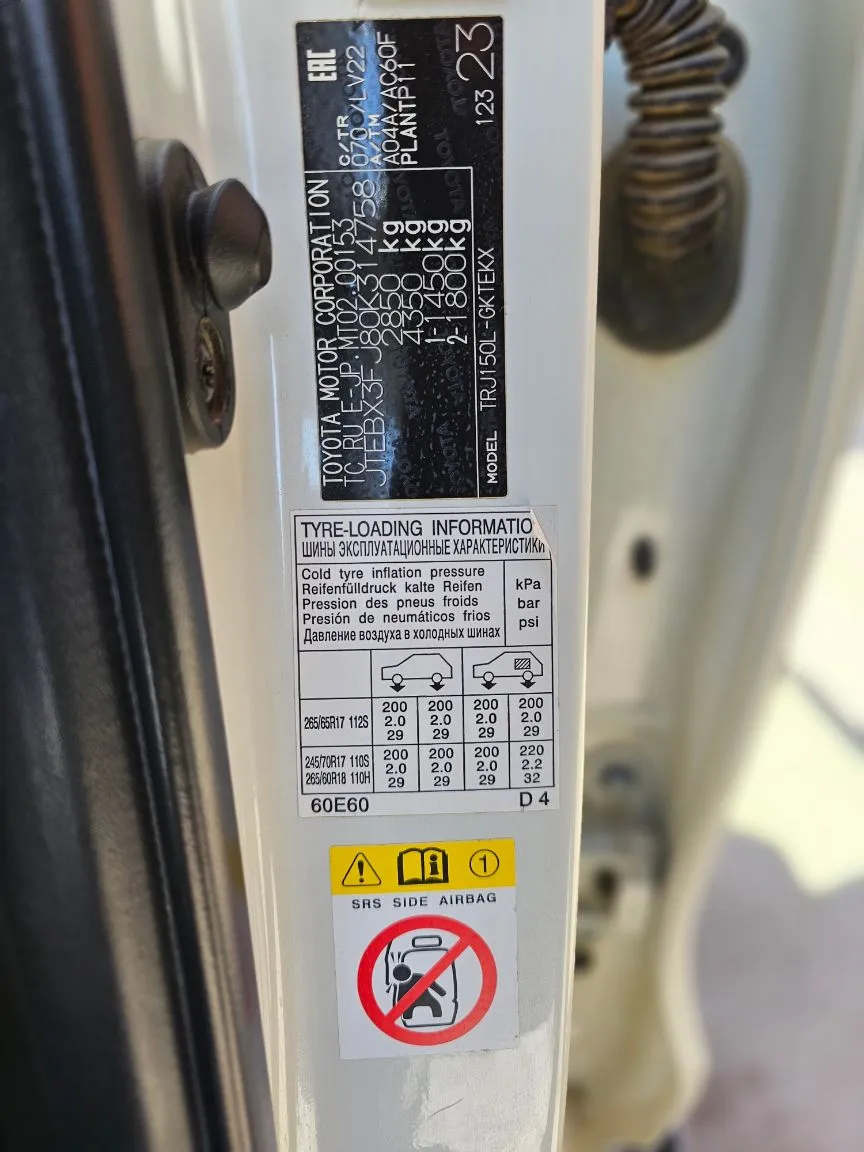 TOYOTA MOTOR CORPORATION
TC RU E-JP.MT02.00153
JTEBX3FJ80K314758
2850 kg
4350 kg
1-1450kg
2-1800kg
EAC
C/TR 070/LV22
A/TM A04A/AC60F
PLANTP11
MODEL TRJ150L-GKTEKX
123 23
TYRE-LOADING INFORMATIO
ШИНЫ ЭКСПЛУАТАЦИОННЫЕ ХАРАКТЕРИСТИКИ
Cold tyre inflation pressure
Reifenfülldruck kalte Reifen
Pression des pneus froids
Presión de neumáticos frios
Давление воздуха в холодных шинах
kPa
bar
psi
265/65R17 112S
200 200 200 200
2.0 2.0 2.0 2.0
29 29 29 29
245/70R17 110S
265/60R18 110H
200 200 200 220
2.0 2.0 2.0 2.2
29 29 29 32
60E60 D 4
1
SRS SIDE AIRBAG